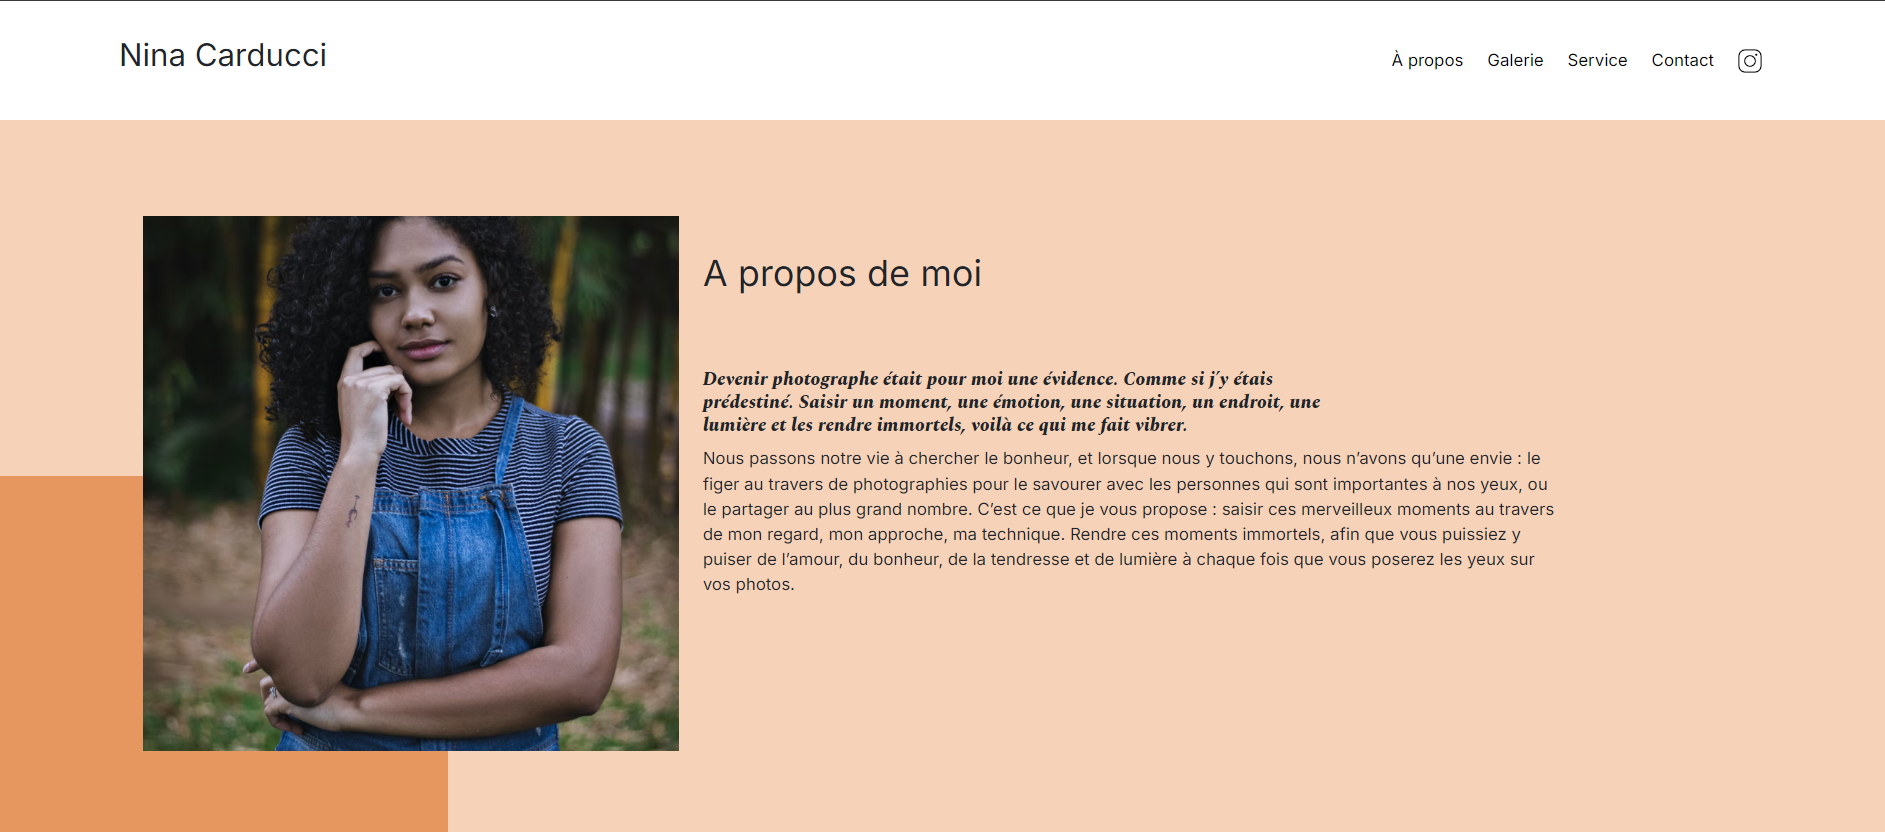 Nina Carducci
À propos Galerie Service Contact
A propos de moi
Devenir photographe était pour moi une évidence. Comme si j'y étais
prédestiné. Saisir un moment, une émotion, une situation, un endroit, une
lumière et les rendre immortels, voilà ce qui me fait vibrer.
Nous passons notre vie à chercher le bonheur, et lorsque nous y touchons, nous n’avons qu’une envie : le
figer au travers de photographies pour le savourer avec les personnes qui sont importantes à nos yeux, ou
le partager au plus grand nombre. C’est ce que je vous propose : saisir ces merveilleux moments au travers
de mon regard, mon approche, ma technique. Rendre ces moments immortels, afin que vous puissiez y
puiser de l’amour, du bonheur, de la tendresse et de lumière à chaque fois que vous poserez les yeux sur
vos photos.